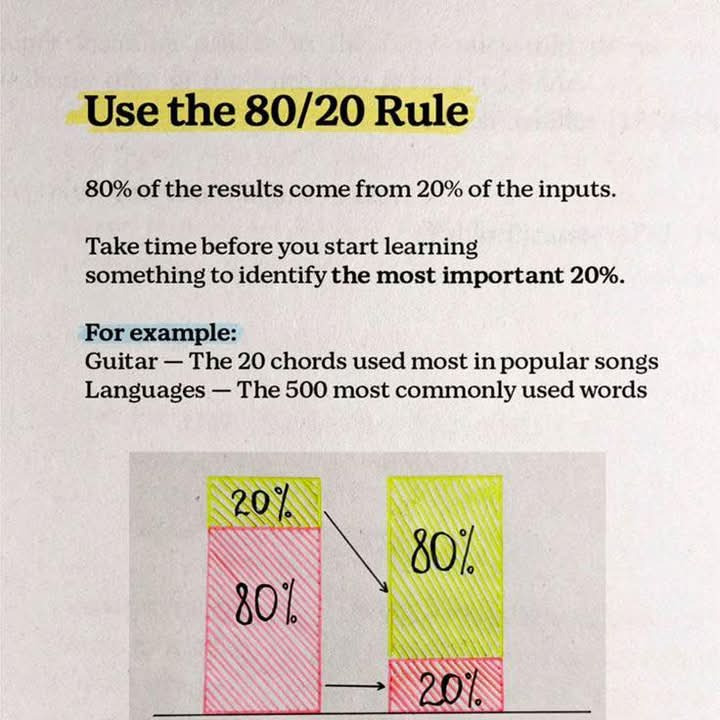 Use the 80/20 Rule
80% of the results come from 20% of the inputs.
Take time before you start learning
something to identify the most important 20%.
For example:
Guitar — The 20 chords used most in popular songs
Languages — The 500 most commonly used words
20%
80%
80%
20%